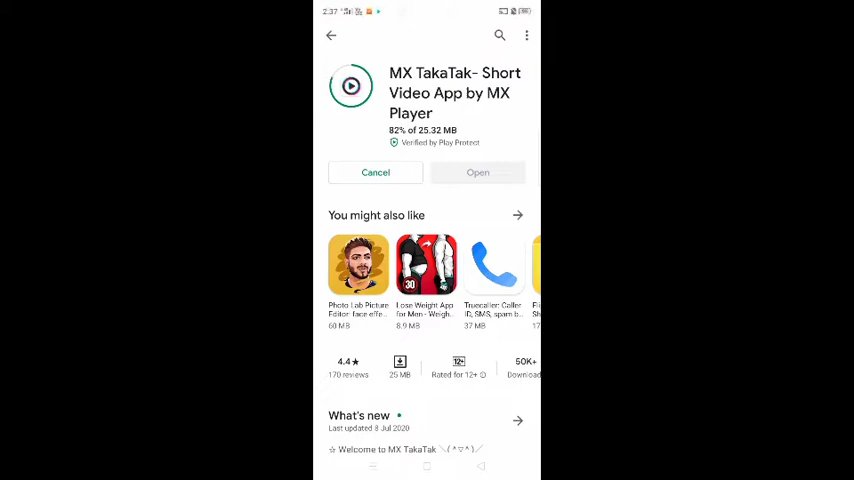 2.37
MX TakaTak- Short
Video App by MX
Player
82% of 25.32 MB
Verified by Play Protect
Cancel
Open
You might also like
30
Photo Lab Picture
Editor: face effe...
60 MB
Lose Weight App
for Men - Weigh..
8.9 MB
Truecaller: Caller
ID, SMS, spam b..
37 MB
4.4★
170 reviews
25 MB
12+
Rated for 12+
50K+
Download
What's new
Last updated 8 Jul 2020
☆ Welcome to MX TakaTak ＼(^▽^)／